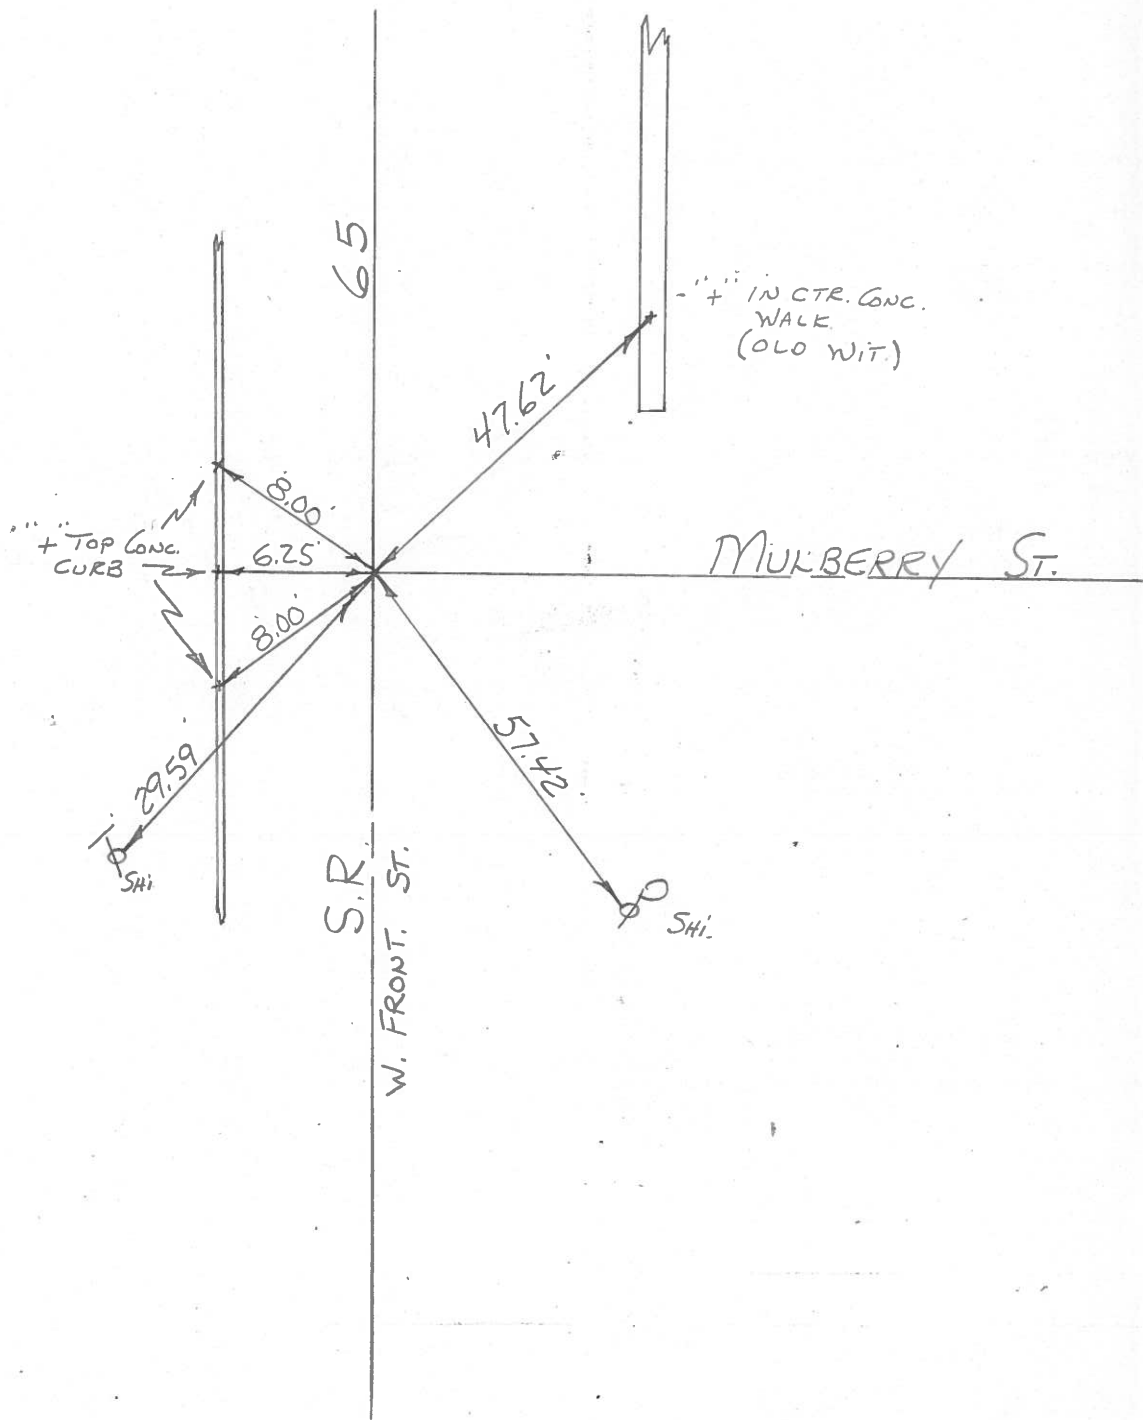 65
"+" IN CTR. CONC.
WALK
(OLD WIT.)
47.62'
8.00'
"+" TOP CONC.
CURB
6.25'
MULBERRY ST.
8.00'
29.59'
57.42'
SHI.
S.R.
W. FRONT. ST.
SHI.